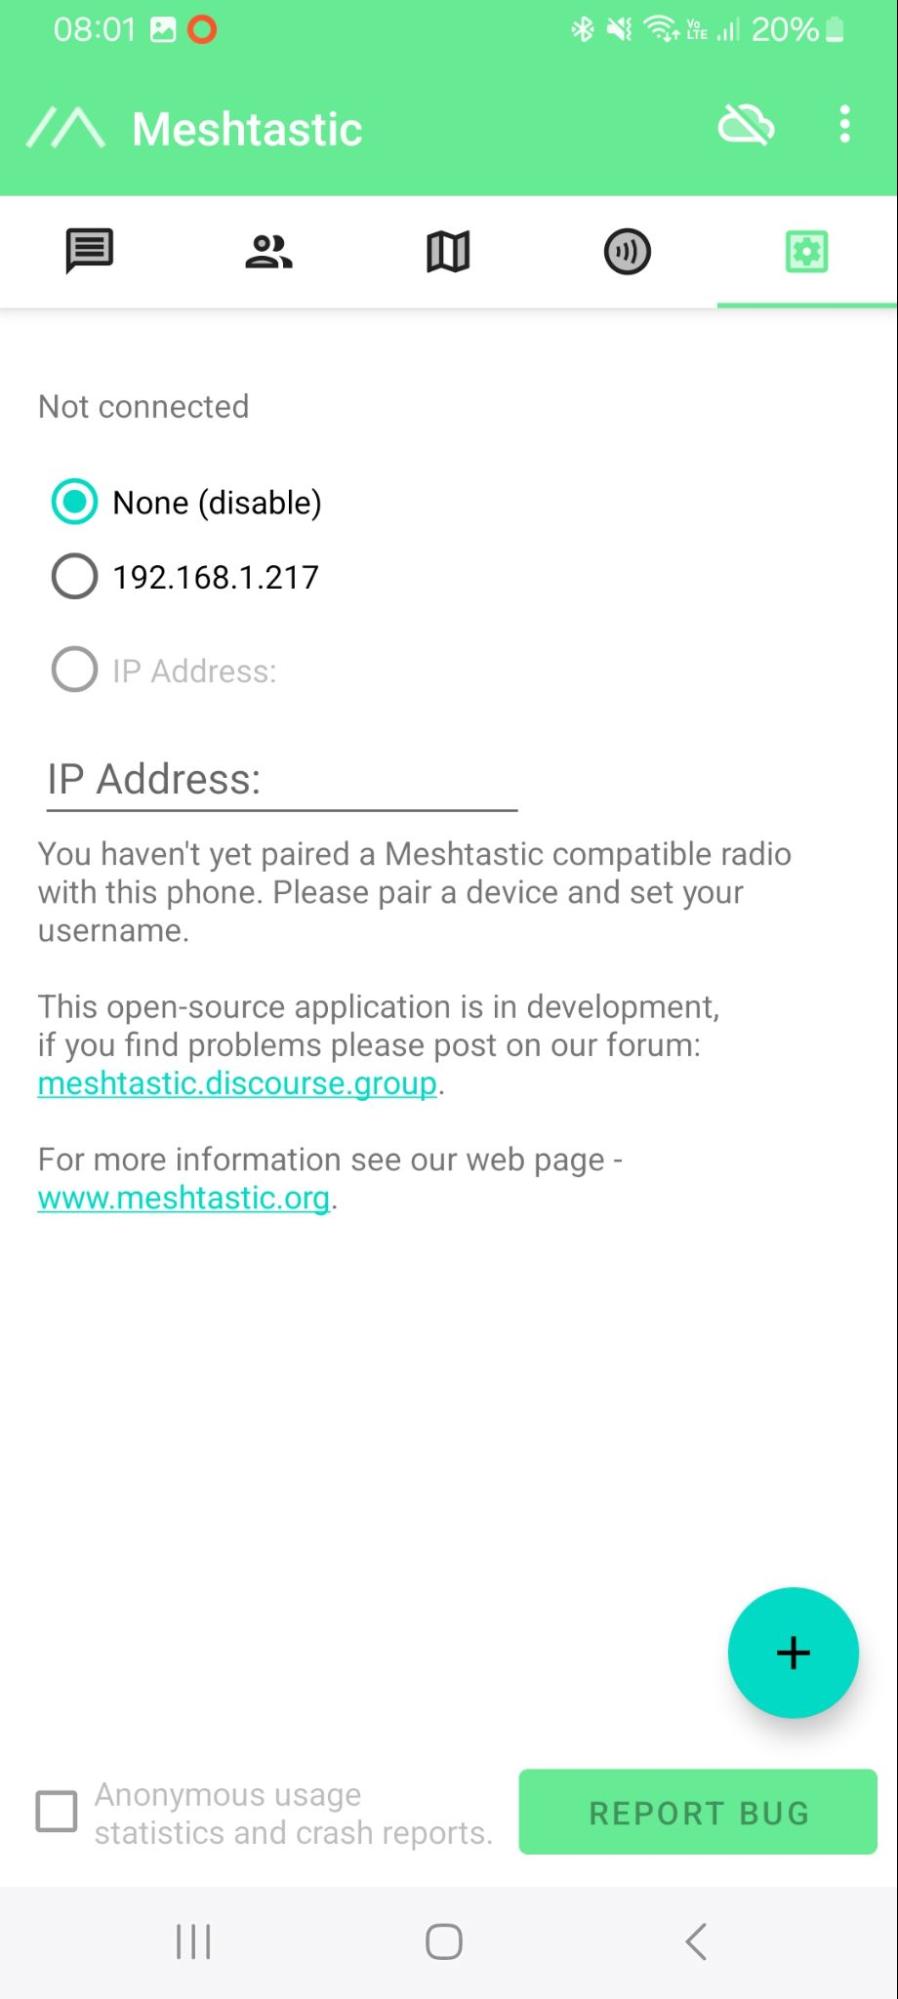 08:01 Vo LTE 20%
Meshtastic
Not connected
None (disable)
192.168.1.217
IP Address:
IP Address:
You haven't yet paired a Meshtastic compatible radio
with this phone. Please pair a device and set your
username.
This open-source application is in development,
if you find problems please post on our forum:
meshtastic.discourse.group.
For more information see our web page -
www.meshtastic.org.
Anonymous usage
statistics and crash reports.
REPORT BUG